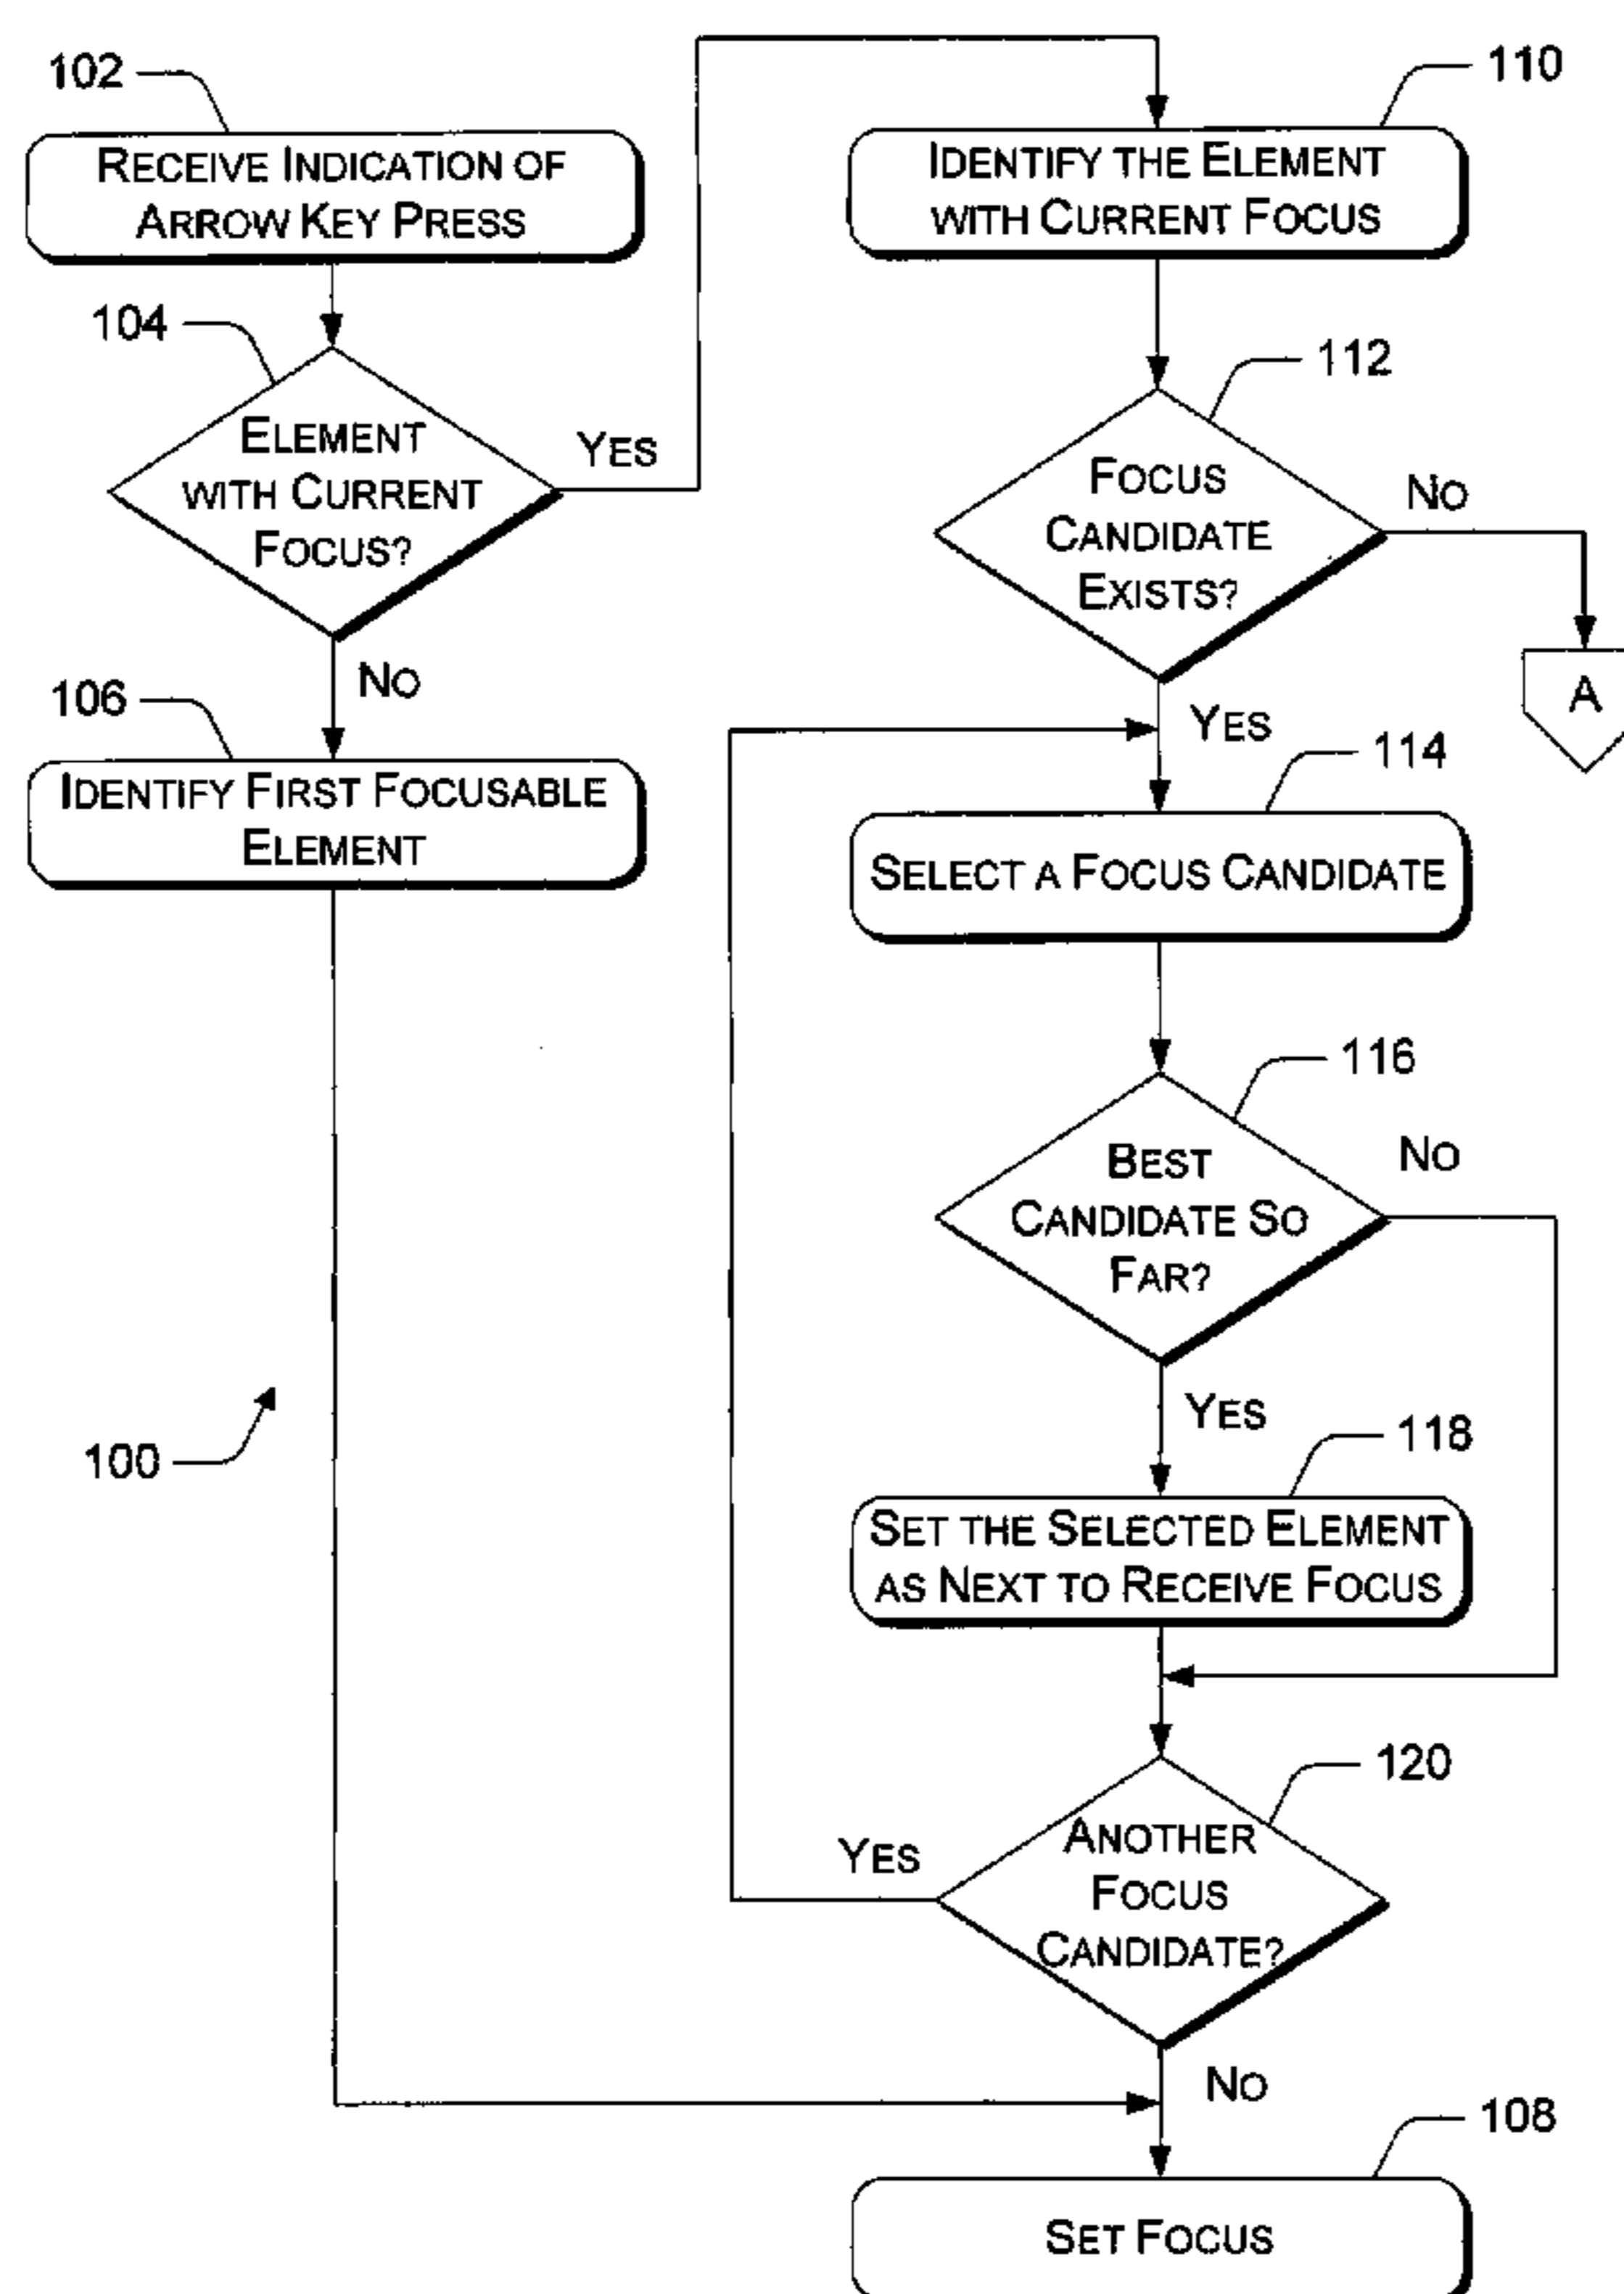 102
RECEIVE INDICATION OF
ARROW KEY PRESS
104
ELEMENT
WITH CURRENT
FOCUS?
YES
NO
106
IDENTIFY FIRST FOCUSABLE
ELEMENT
100
110
IDENTIFY THE ELEMENT
WITH CURRENT FOCUS
112
FOCUS
CANDIDATE
EXISTS?
NO
A
YES
114
SELECT A FOCUS CANDIDATE
116
BEST
CANDIDATE SO
FAR?
NO
YES
118
SET THE SELECTED ELEMENT
AS NEXT TO RECEIVE FOCUS
120
ANOTHER
FOCUS
CANDIDATE?
YES
NO
108
SET FOCUS